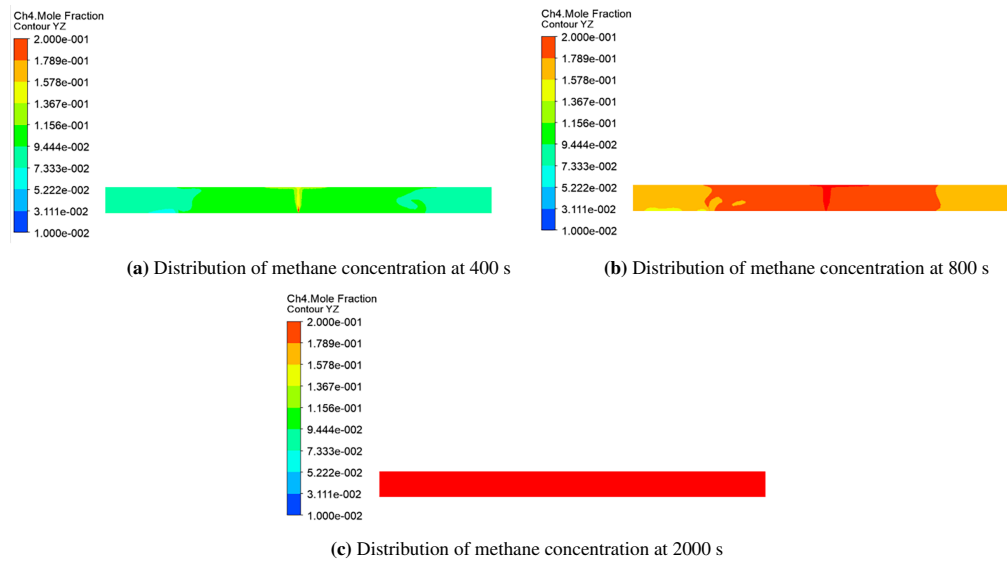 Ch4.Mole Fraction
Contour YZ
2.000e-001
1.789e-001
1.578e-001
1.367e-001
1.156e-001
9.444e-002
7.333e-002
5.222e-002
3.111e-002
1.000e-002
(a) Distribution of methane concentration at 400 s
Ch4.Mole Fraction
Contour YZ
2.000e-001
1.789e-001
1.578e-001
1.367e-001
1.156e-001
9.444e-002
7.333e-002
5.222e-002
3.111e-002
1.000e-002
(b) Distribution of methane concentration at 800 s
Ch4.Mole Fraction
Contour YZ
2.000e-001
1.789e-001
1.578e-001
1.367e-001
1.156e-001
9.444e-002
7.333e-002
5.222e-002
3.111e-002
1.000e-002
(c) Distribution of methane concentration at 2000 s